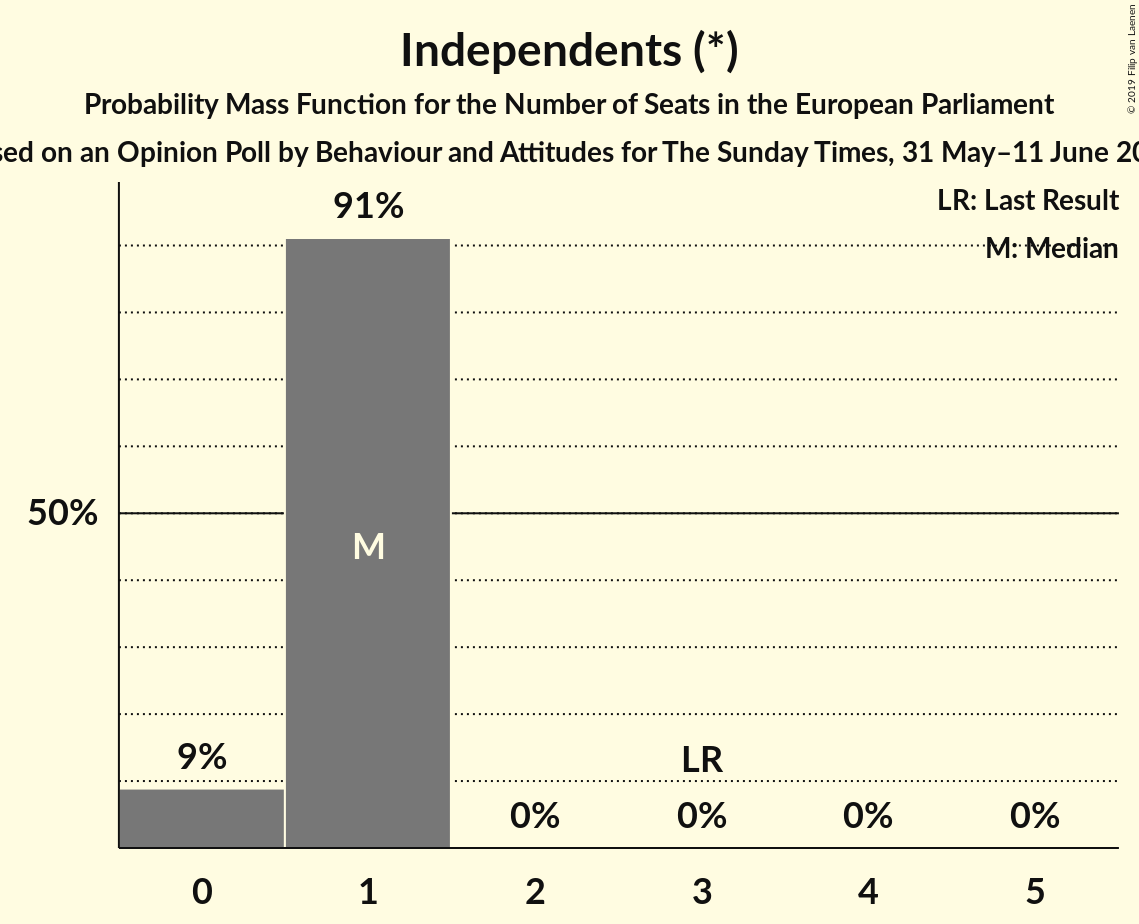 Independents (*)
Probability Mass Function for the Number of Seats in the European Parliament
sed on an Opinion Poll by Behaviour and Attitudes for The Sunday Times, 31 May–11 June 20
© 2019 Filip van Laenen
LR: Last Result
M: Median
91%
50%
M
9%
LR
0% 0% 0% 0%
0 1 2 3 4 5